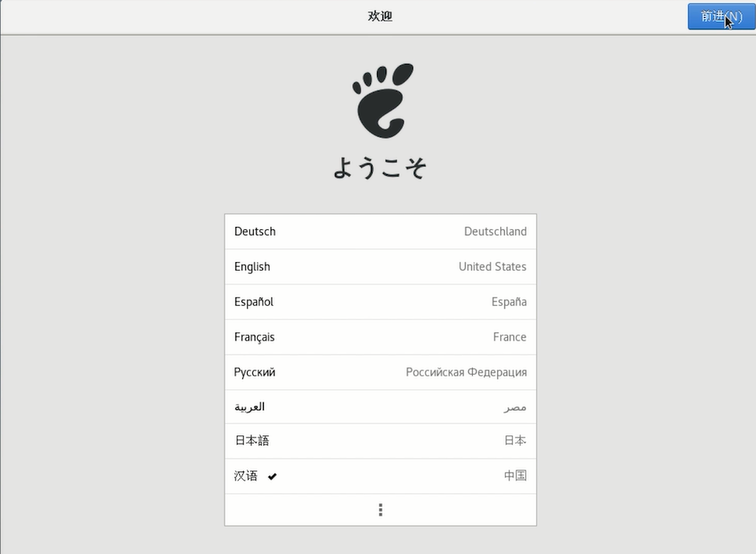 欢迎
前进(N)
ようこそ
Deutsch Deutschland
English United States
Español España
Français France
Русский Российская Федерация
العربية مصر
日本語 日本
汉语 中国